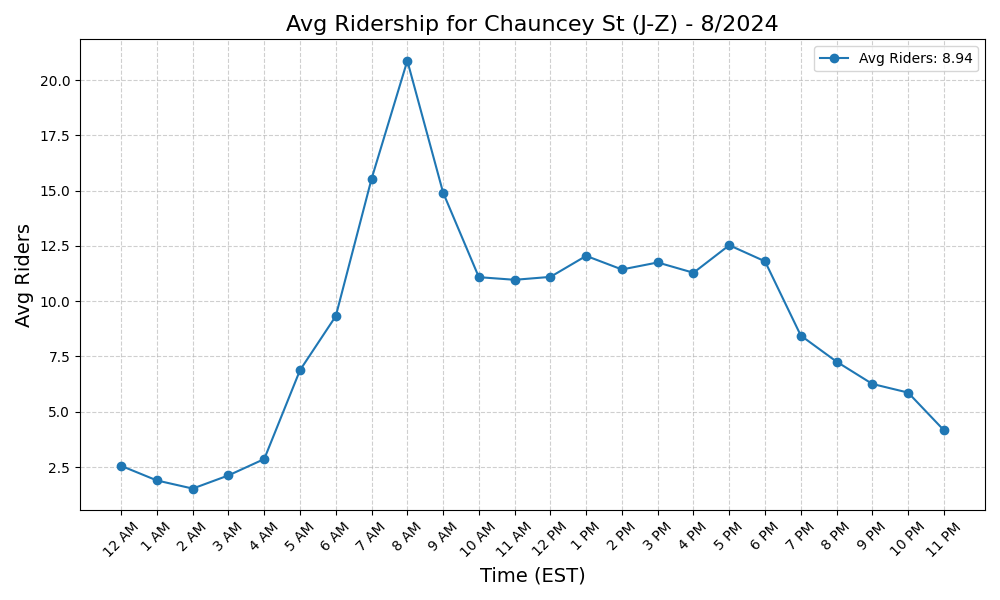 Avg Ridership for Chauncey St (J-Z) - 8/2024
Avg Riders: 8.94
Avg Riders
20.0
17.5
15.0
12.5
10.0
7.5
5.0
2.5
12 AM
1 AM
2 AM
3 AM
4 AM
5 AM
6 AM
7 AM
8 AM
9 AM
10 AM
11 AM
12 PM
1 PM
2 PM
3 PM
4 PM
5 PM
6 PM
7 PM
8 PM
9 PM
10 PM
11 PM
Time (EST)